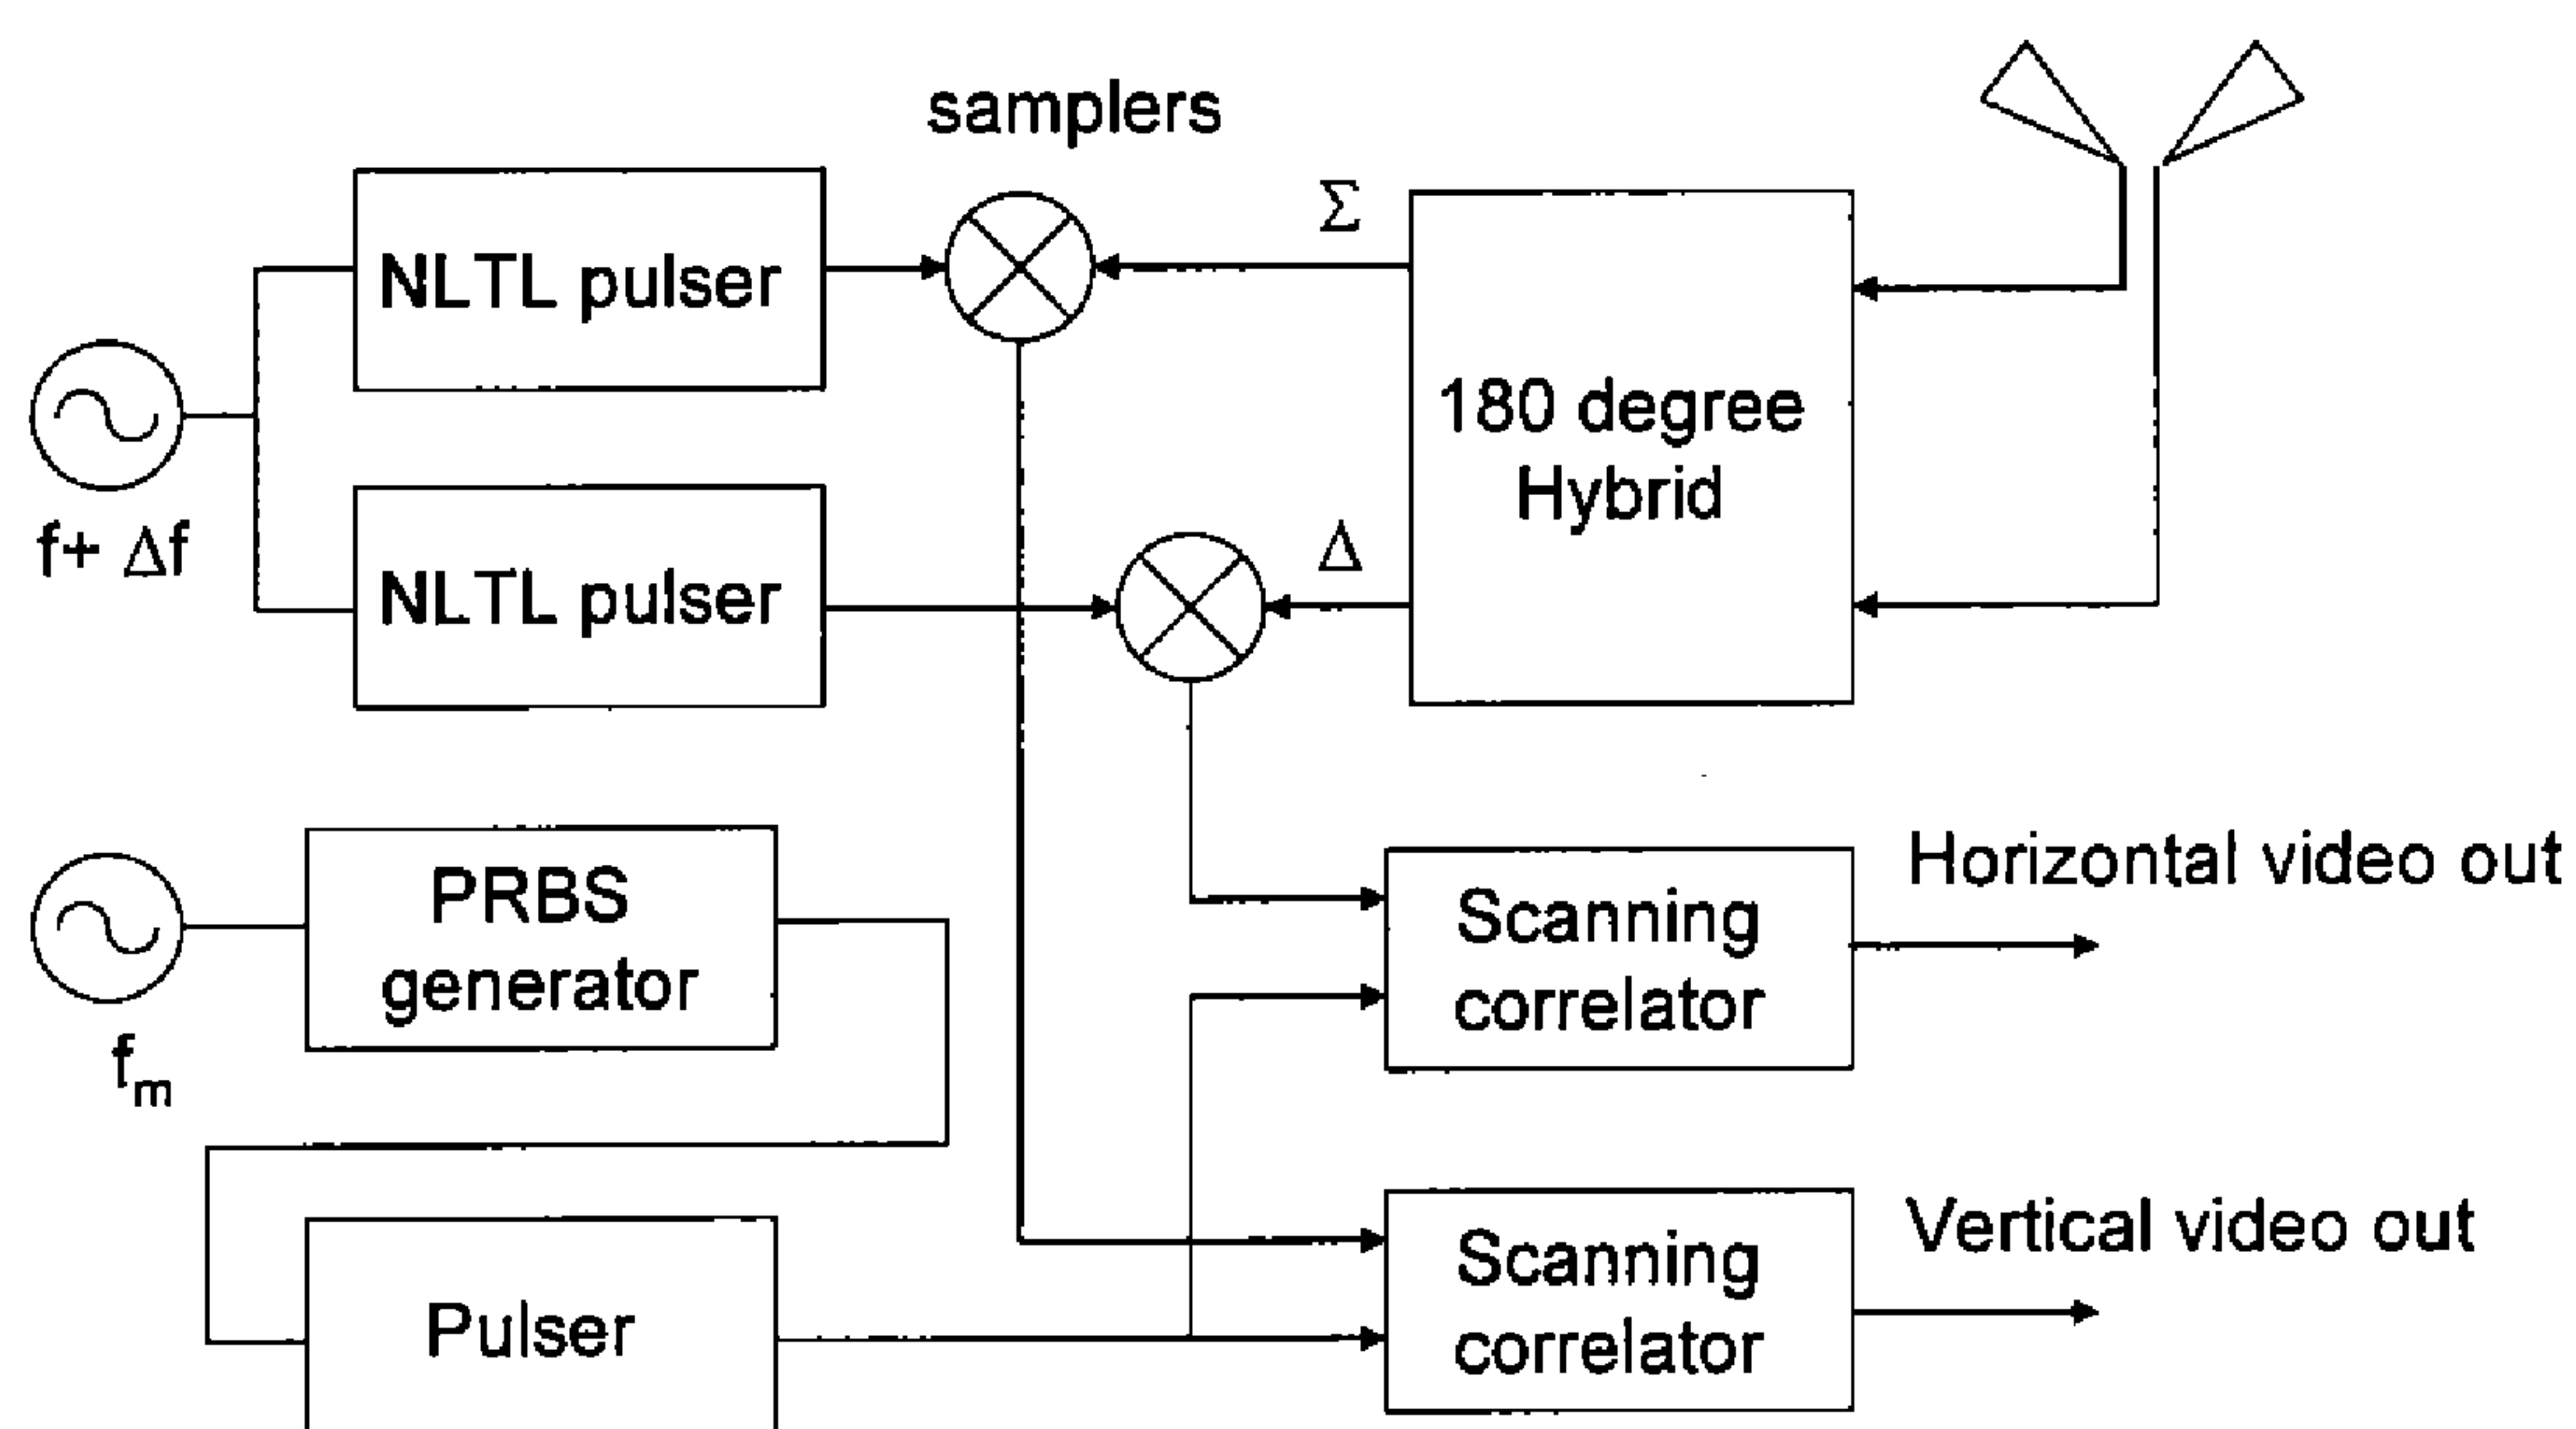 samplers
Σ
NLTL pulser
180 degree
Hybrid
f+ Δf
Δ
NLTL pulser
Horizontal video out
PRBS
generator
Scanning
correlator
fm
Vertical video out
Scanning
correlator
Pulser